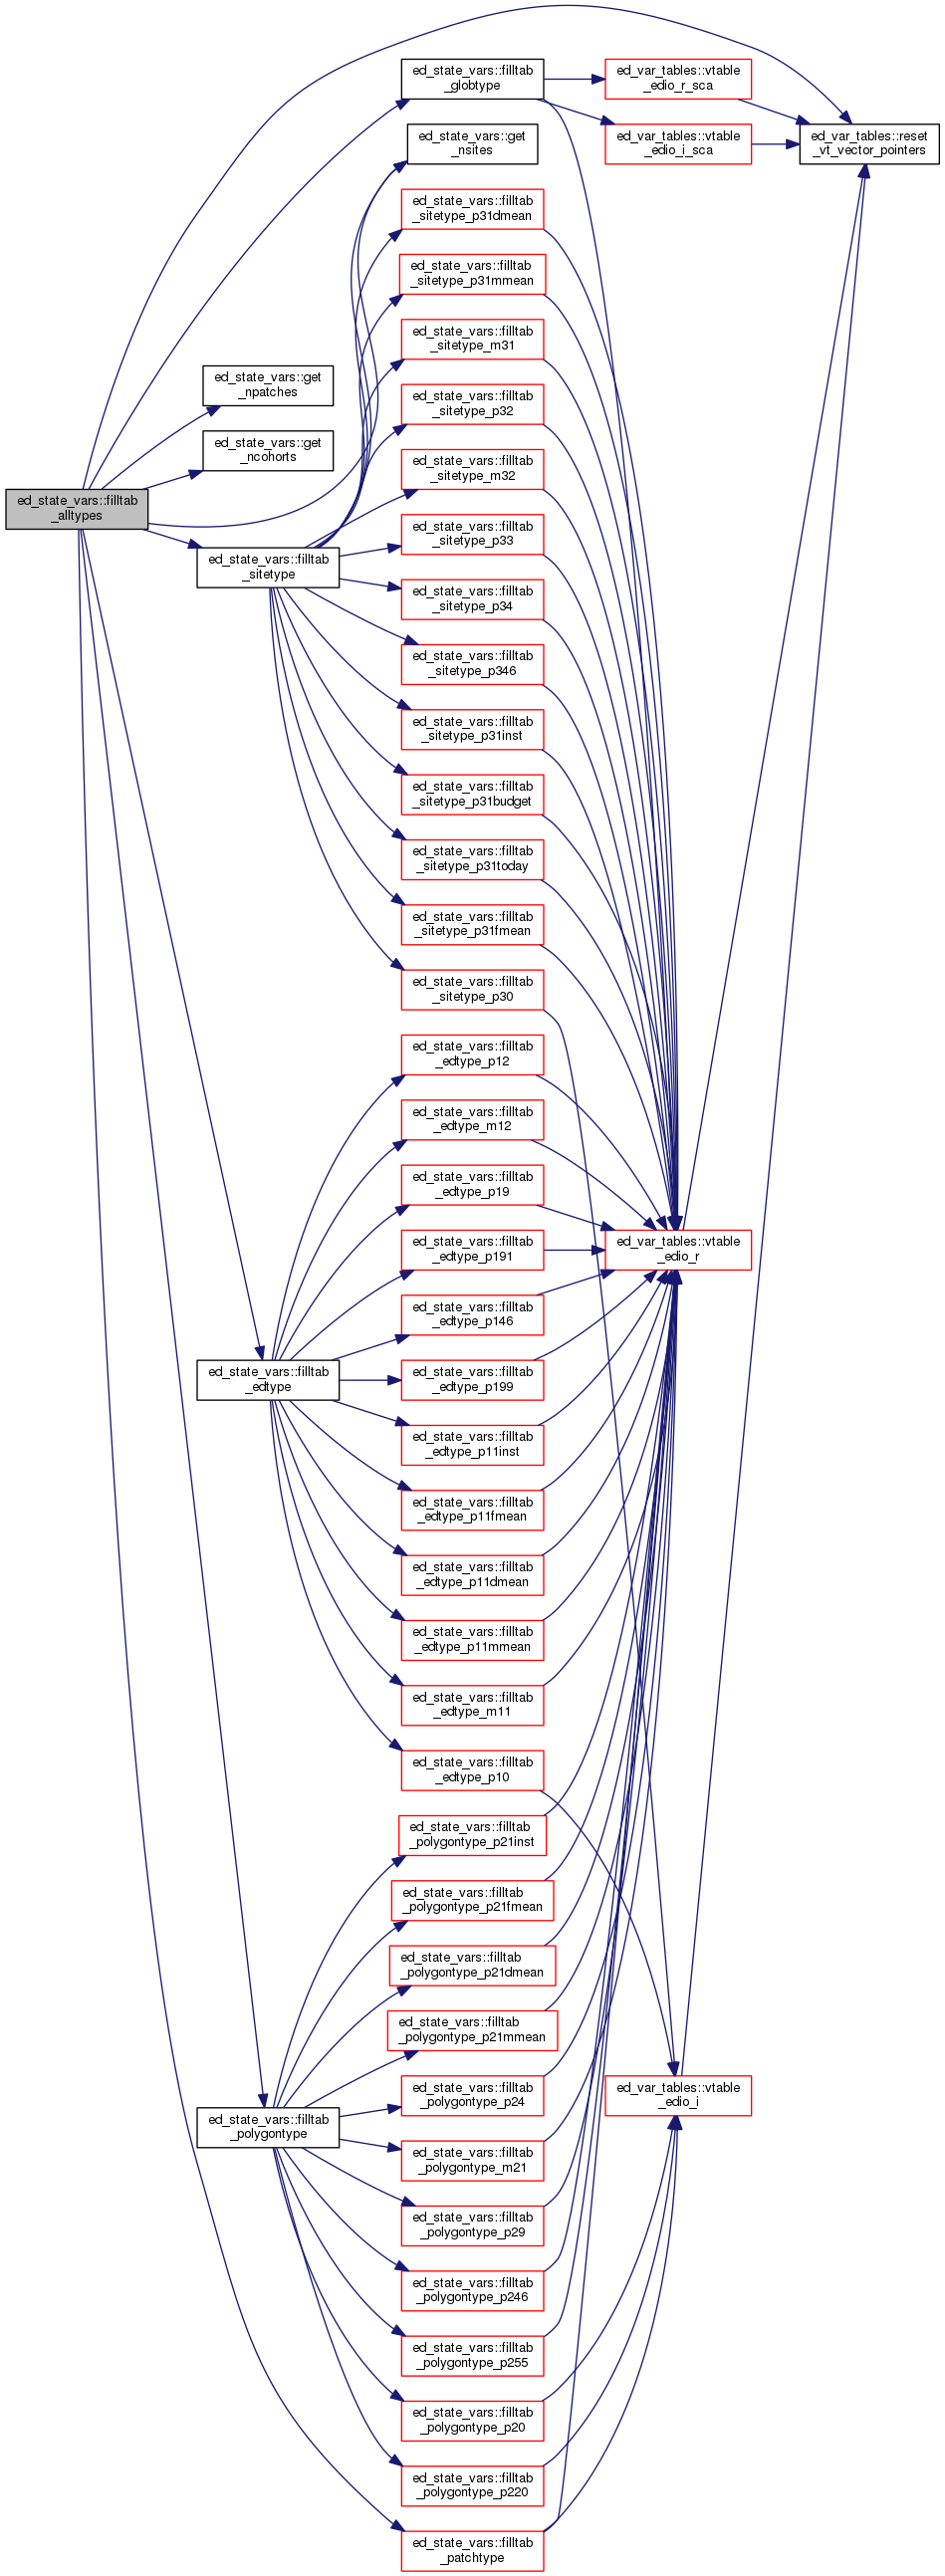 ed_state_vars::filltab
_globtype
ed_var_tables::vtable
_edio_r_sca
ed_var_tables::reset
_vt_vector_pointers
ed_state_vars::get
_nsites
ed_var_tables::vtable
_edio_i_sca
ed_state_vars::filltab
_sitetype_p31dmean
ed_state_vars::filltab
_sitetype_p31mmean
ed_state_vars::filltab
_sitetype_m31
ed_state_vars::get
_npatches
ed_state_vars::filltab
_sitetype_p32
ed_state_vars::get
_ncohorts
ed_state_vars::filltab
_sitetype_m32
ed_state_vars::filltab
_alltypes
ed_state_vars::filltab
_sitetype_p33
ed_state_vars::filltab
_sitetype
ed_state_vars::filltab
_sitetype_p34
ed_state_vars::filltab
_sitetype_p346
ed_state_vars::filltab
_sitetype_p31inst
ed_state_vars::filltab
_sitetype_p31budget
ed_state_vars::filltab
_sitetype_p31today
ed_state_vars::filltab
_sitetype_p31fmean
ed_state_vars::filltab
_sitetype_p30
ed_state_vars::filltab
_edtype_p12
ed_state_vars::filltab
_edtype_m12
ed_state_vars::filltab
_edtype_p19
ed_state_vars::filltab
_edtype_p191
ed_var_tables::vtable
_edio_r
ed_state_vars::filltab
_edtype_p146
ed_state_vars::filltab
_edtype
ed_state_vars::filltab
_edtype_p199
ed_state_vars::filltab
_edtype_p11inst
ed_state_vars::filltab
_edtype_p11fmean
ed_state_vars::filltab
_edtype_p11dmean
ed_state_vars::filltab
_edtype_p11mmean
ed_state_vars::filltab
_edtype_m11
ed_state_vars::filltab
_edtype_p10
ed_state_vars::filltab
_polygontype_p21inst
ed_state_vars::filltab
_polygontype_p21fmean
ed_state_vars::filltab
_polygontype_p21dmean
ed_state_vars::filltab
_polygontype_p21mmean
ed_state_vars::filltab
_polygontype_p24
ed_var_tables::vtable
_edio_i
ed_state_vars::filltab
_polygontype
ed_state_vars::filltab
_polygontype_m21
ed_state_vars::filltab
_polygontype_p29
ed_state_vars::filltab
_polygontype_p246
ed_state_vars::filltab
_polygontype_p255
ed_state_vars::filltab
_polygontype_p20
ed_state_vars::filltab
_polygontype_p220
ed_state_vars::filltab
_patchtype